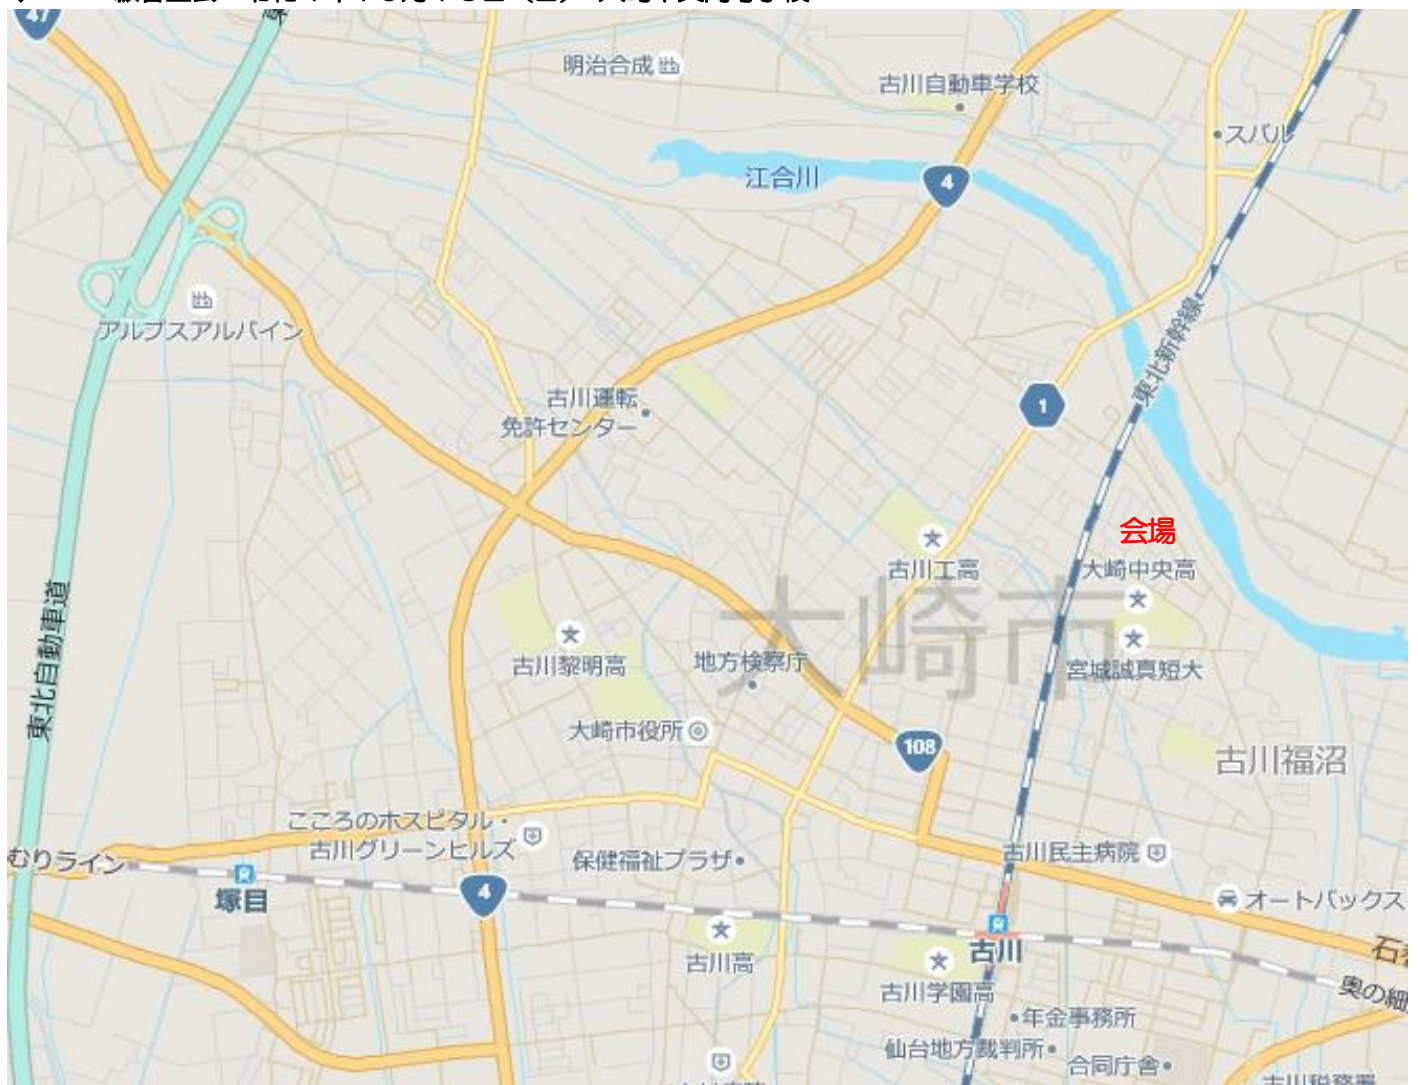 47
明治合成
古川自動車学校
スバル
江合川
4
アルプスアルパイン
東北新幹線
古川運転
免許センター
1
会場
古川工高
大崎中央高
大崎市
東北自動車道
古川黎明高
地方検察庁
宮城誠真短大
大崎市役所
108
古川福沼
こころのホスピタル・
古川グリーンヒルズ
むりライン
保健福祉プラザ
古川民主病院
塚目
4
オートバックス
古川高
古川
石
古川学園高
奥の細
年金事務所
仙台地方裁判所
合同庁舎